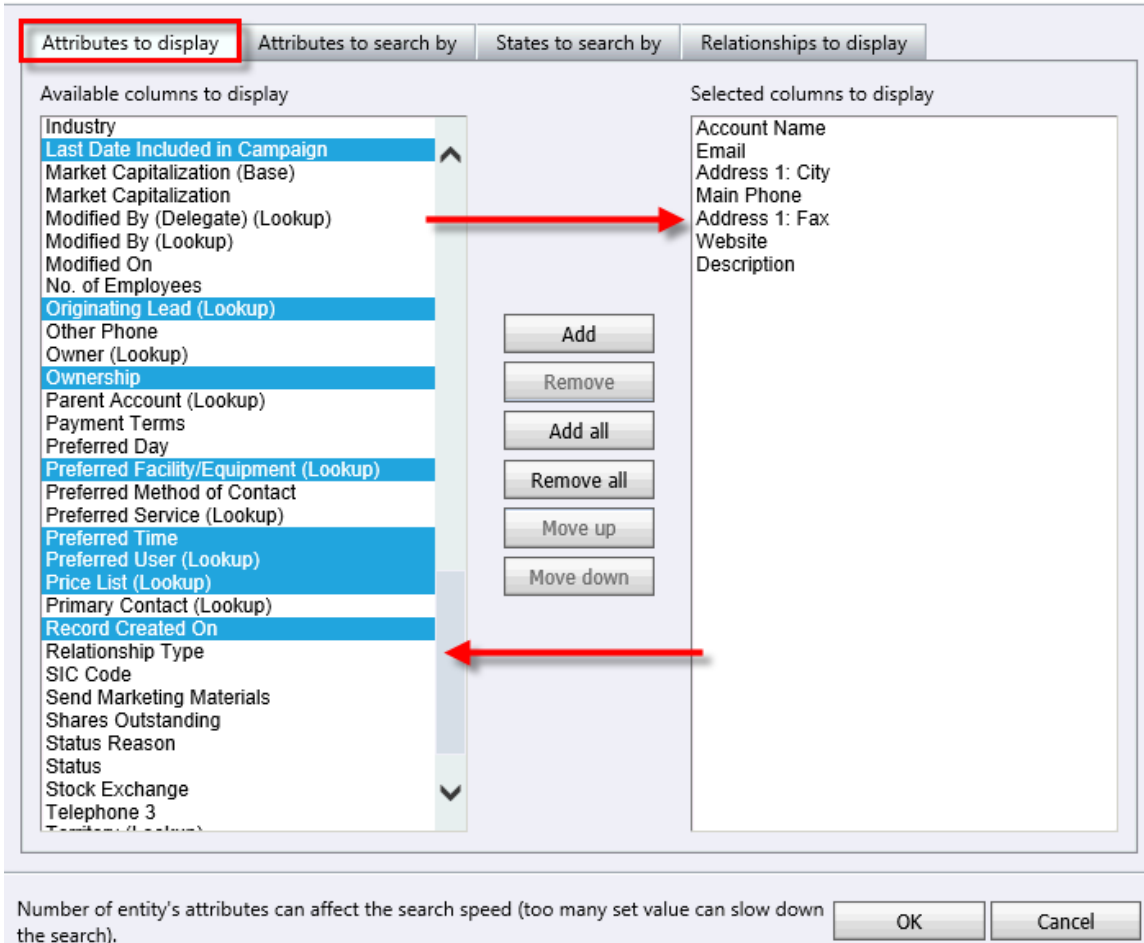 Attributes to display
Attributes to search by
States to search by
Relationships to display
Available columns to display
Industry
Last Date Included in Campaign
Market Capitalization (Base)
Market Capitalization
Modified By (Delegate) (Lookup)
Modified By (Lookup)
Modified On
No. of Employees
Originating Lead (Lookup)
Other Phone
Owner (Lookup)
Ownership
Parent Account (Lookup)
Payment Terms
Preferred Day
Preferred Facility/Equipment (Lookup)
Preferred Method of Contact
Preferred Service (Lookup)
Preferred Time
Preferred User (Lookup)
Price List (Lookup)
Primary Contact (Lookup)
Record Created On
Relationship Type
SIC Code
Send Marketing Materials
Shares Outstanding
Status Reason
Status
Stock Exchange
Telephone 3
Territory (Lookup)
Add
Remove
Add all
Remove all
Move up
Move down
Selected columns to display
Account Name
Email
Address 1: City
Main Phone
Address 1: Fax
Website
Description
Number of entity's attributes can affect the search speed (too many set value can slow down
the search).
OK
Cancel